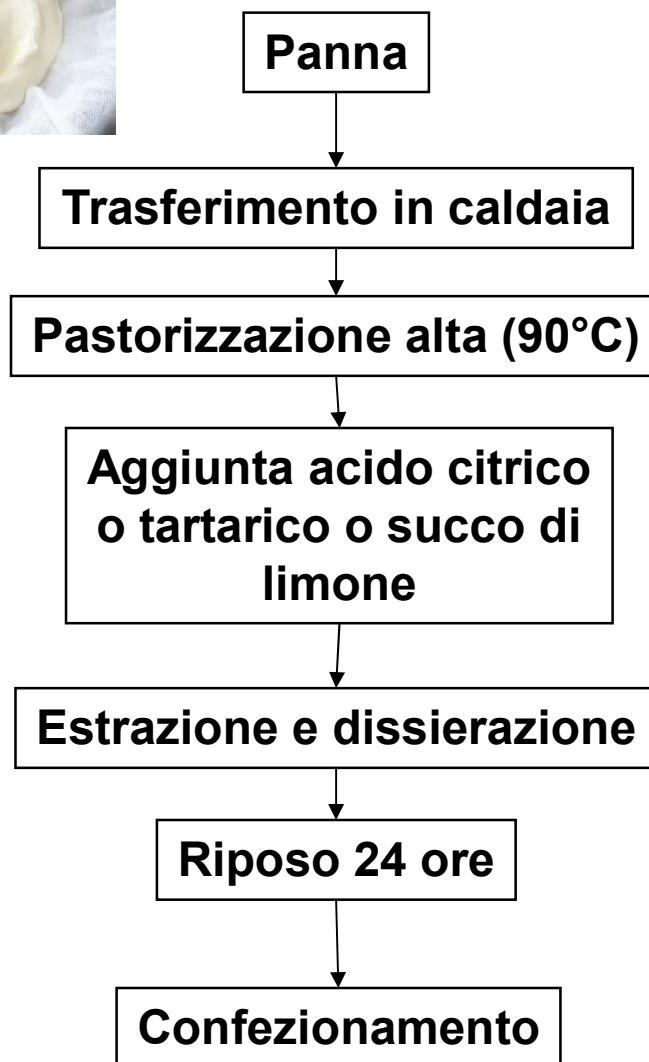 Panna
Trasferimento in caldaia
Pastorizzazione alta (90°C)
Aggiunta acido citrico
o tartarico o succo di
limone
Estrazione e dissierazione
Riposo 24 ore
Confezionamento